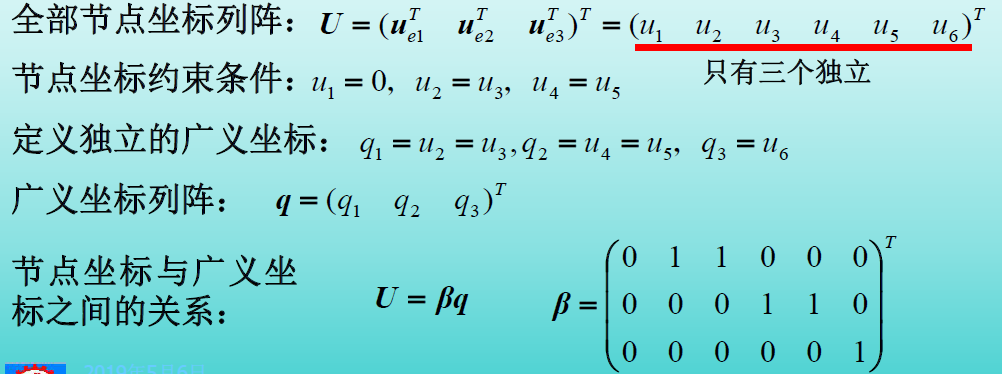 全部节点坐标列阵： U = (u_{e1}^T u_{e2}^T u_{e3}^T)^T = (u_1 u_2 u_3 u_4 u_5 u_6)^T
只有三个独立
节点坐标约束条件：u_1 = 0, u_2 = u_3, u_4 = u_5
定义独立的广义坐标： q_1 = u_2 = u_3, q_2 = u_4 = u_5, q_3 = u_6
广义坐标列阵： q = (q_1 q_2 q_3)^T
节点坐标与广义坐
标之间的关系： U = βq β = (0 1 1 0 0 0
0 0 0 1 1 0
0 0 0 0 0 1)^T